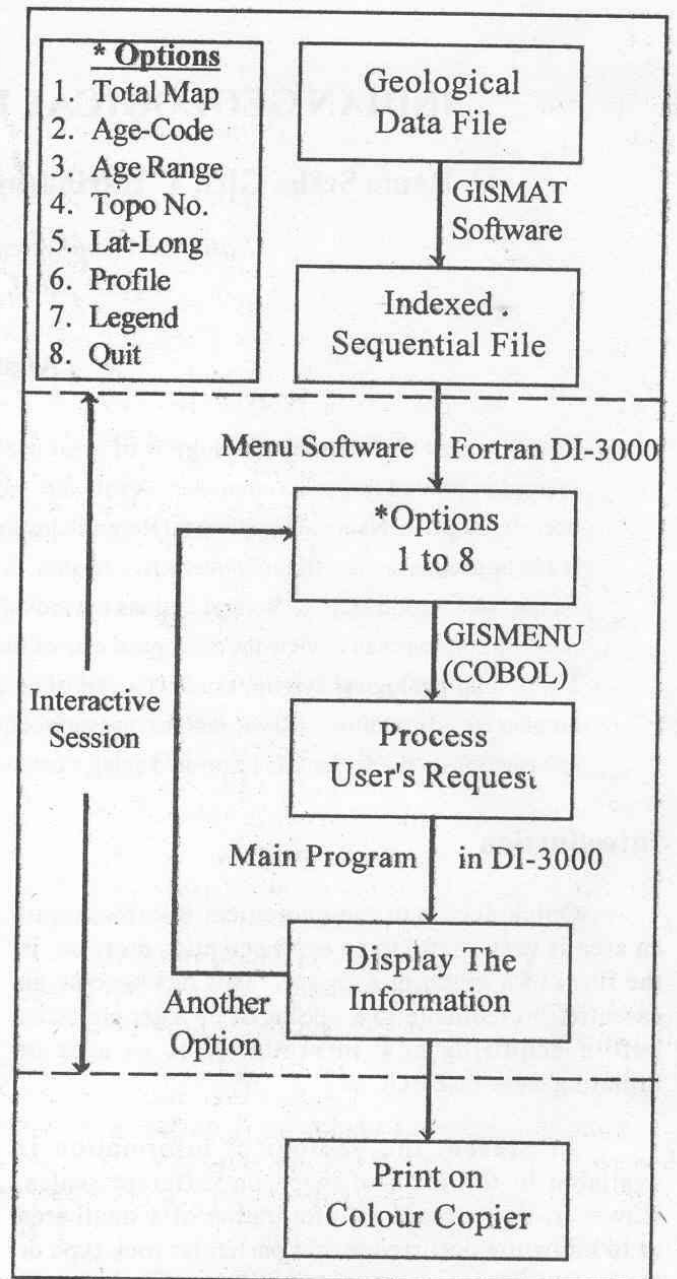 * Options
1. Total Map
2. Age-Code
3. Age Range
4. Topo No.
5. Lat-Long
6. Profile
7. Legend
8. Quit
Geological
Data File
GISMAT
Software
Indexed
Sequential File
Menu Software Fortran DI-3000
*Options
1 to 8
GISMENU
(COBOL)
Interactive
Session
Process
User's Request
Main Program in DI-3000
Display The
Information
Another
Option
Print on
Colour Copier